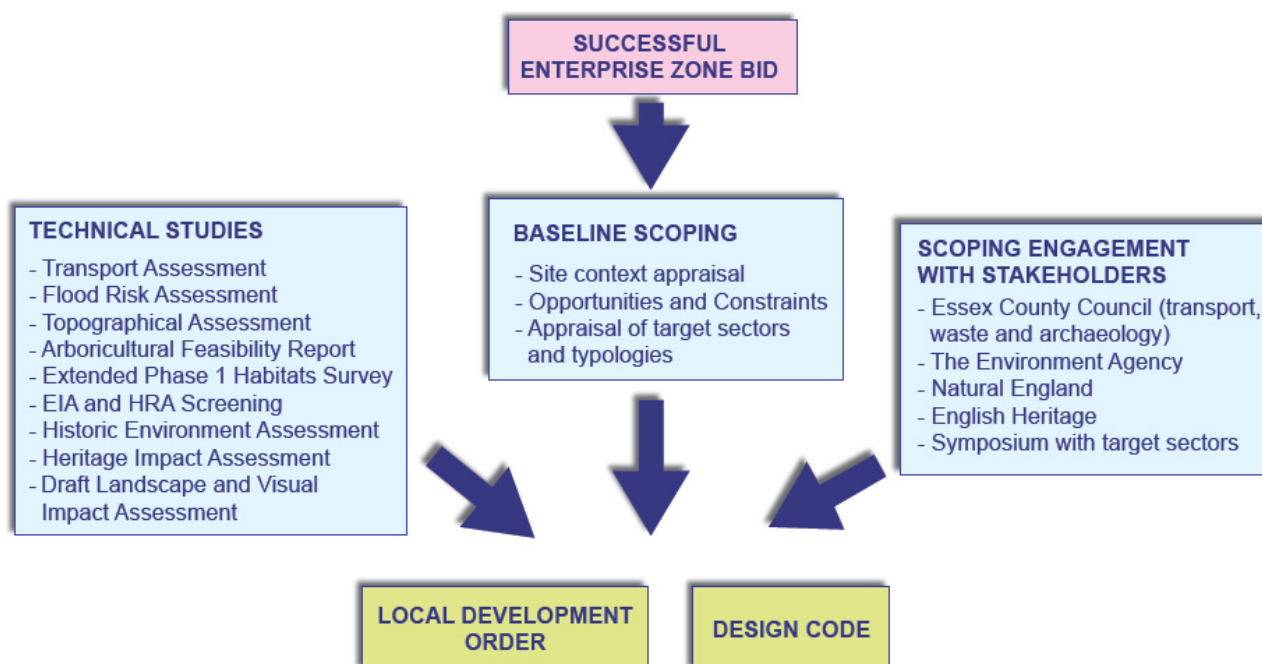 SUCCESSFUL
ENTERPRISE ZONE BID
TECHNICAL STUDIES
- Transport Assessment
- Flood Risk Assessment
- Topographical Assessment
- Arboricultural Feasibility Report
- Extended Phase 1 Habitats Survey
- EIA and HRA Screening
- Historic Environment Assessment
- Heritage Impact Assessment
- Draft Landscape and Visual
Impact Assessment
BASELINE SCOPING
- Site context appraisal
- Opportunities and Constraints
- Appraisal of target sectors
and typologies
SCOPING ENGAGEMENT
WITH STAKEHOLDERS
- Essex County Council (transport,
waste and archaeology)
- The Environment Agency
- Natural England
- English Heritage
- Symposium with target sectors
LOCAL DEVELOPMENT
ORDER
DESIGN CODE